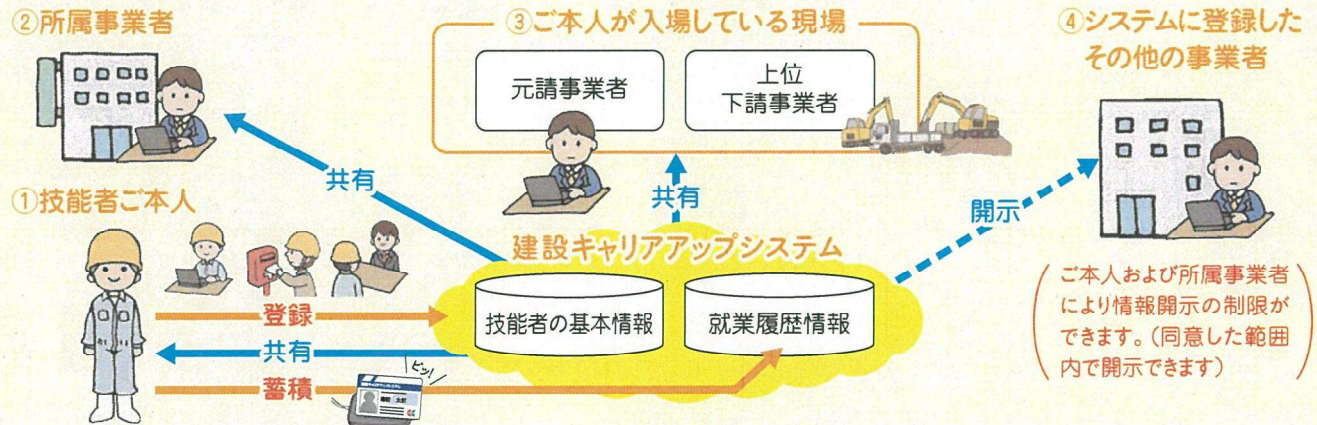 ②所属事業者
③ご本人が入場している現場
④システムに登録した
その他の事業者
元請事業者
上位
下請事業者
共有
共有
開示
①技能者ご本人
建設キャリアアップシステム
技能者の基本情報
就業履歴情報
登録
共有
蓄積
ピッ!
ご本人および所属事業者
により情報開示の制限が
できます。(同意した範囲
内で開示できます)